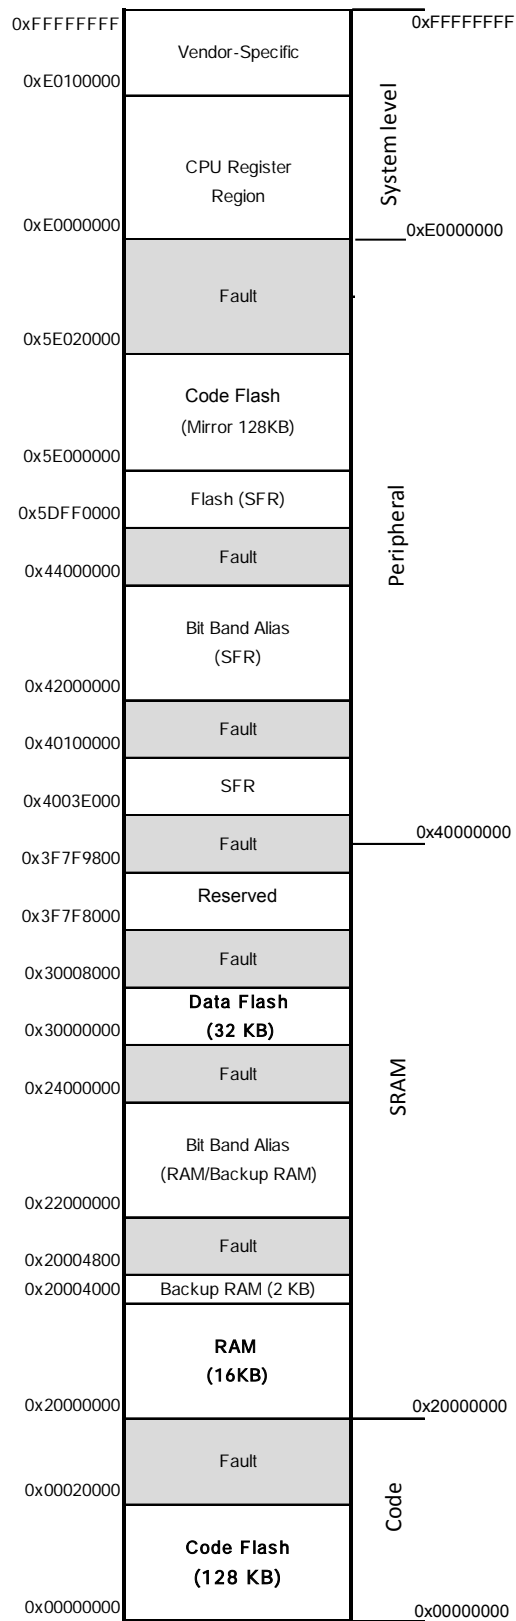 0xFFFFFFFF
0xFFFFFFFF
Vendor-Specific
0xE0100000
System level
CPU Register
Region
0xE0000000
0xE0000000
Fault
0x5E020000
Code Flash
(Mirror 128KB)
0x5E000000
Peripheral
Flash (SFR)
0x5DFF0000
Fault
0x44000000
Bit Band Alias
(SFR)
0x42000000
Fault
0x40100000
SFR
0x4003E000
0x40000000
Fault
0x3F7F9800
Reserved
0x3F7F8000
Fault
0x30008000
Data Flash
(32 KB)
0x30000000
Fault
0x24000000
SRAM
Bit Band Alias
(RAM/Backup RAM)
0x22000000
Fault
0x20004800
0x20004000
Backup RAM (2 KB)
RAM
(16KB)
0x20000000
0x20000000
Fault
0x00020000
Code
Code Flash
(128 KB)
0x00000000
0x00000000